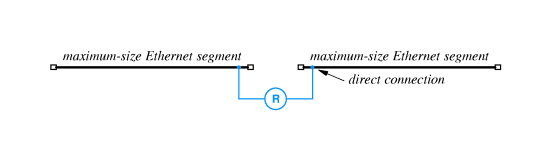 maximum-size Ethernet segment
maximum-size Ethernet segment
direct connection
R